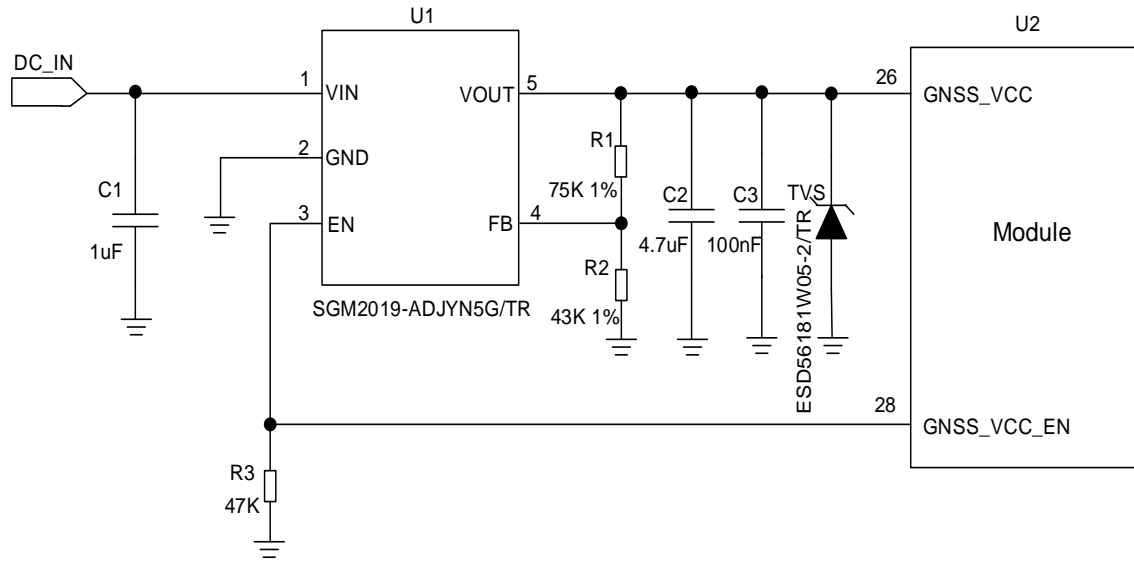 U1
U2
DC_IN
1
VIN
VOUT
5
26
GNSS_VCC
2
GND
R1
75K 1%
C1
1uF
3
EN
FB
4
C2
4.7uF
C3
100nF
TVS
ESD56181W05-2/TR
Module
R2
43K 1%
SGM2019-ADJYN5G/TR
28
GNSS_VCC_EN
R3
47K